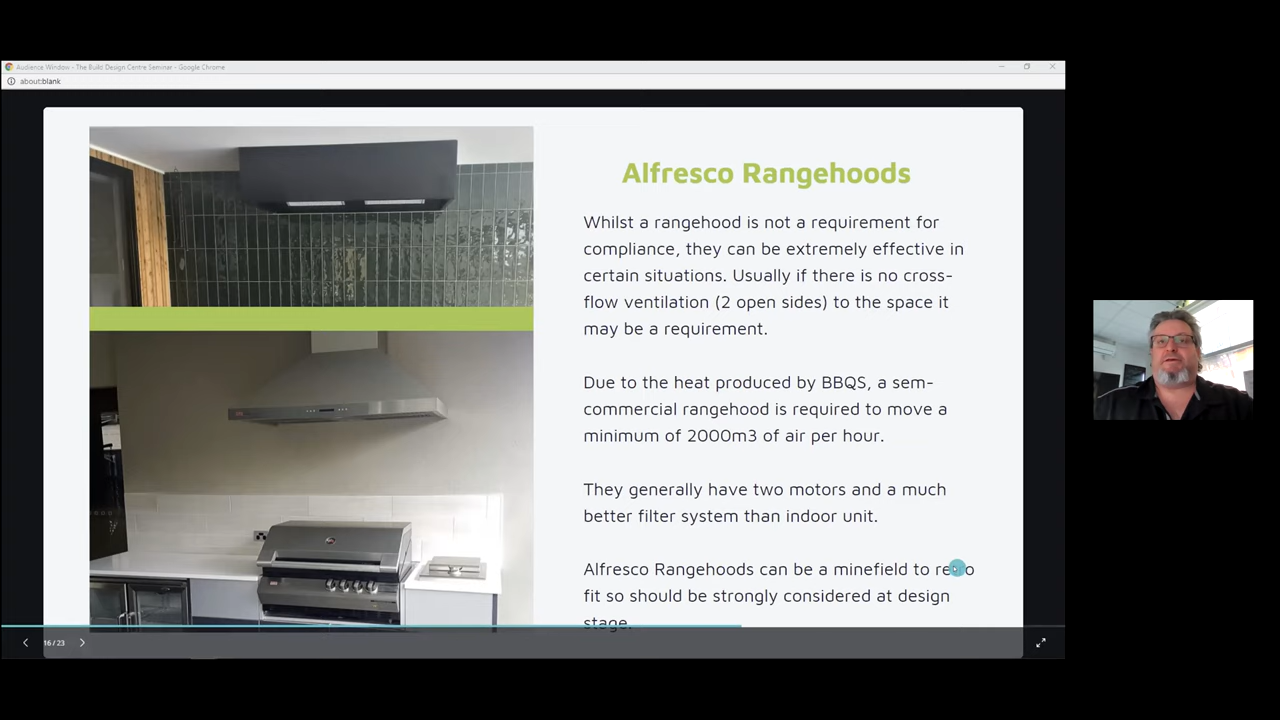 Audience Window - The Build Design Centre Seminar - Google Chrome
about:blank
Alfresco Rangehoods
Whilst a rangehood is not a requirement for
compliance, they can be extremely effective in
certain situations. Usually if there is no cross-
flow ventilation (2 open sides) to the space it
may be a requirement.
Due to the heat produced by BBQS, a sem-
commercial rangehood is required to move a
minimum of 2000m3 of air per hour.
They generally have two motors and a much
better filter system than indoor unit.
Alfresco Rangehoods can be a minefield to retro
fit so should be strongly considered at design
stage.
16 / 23